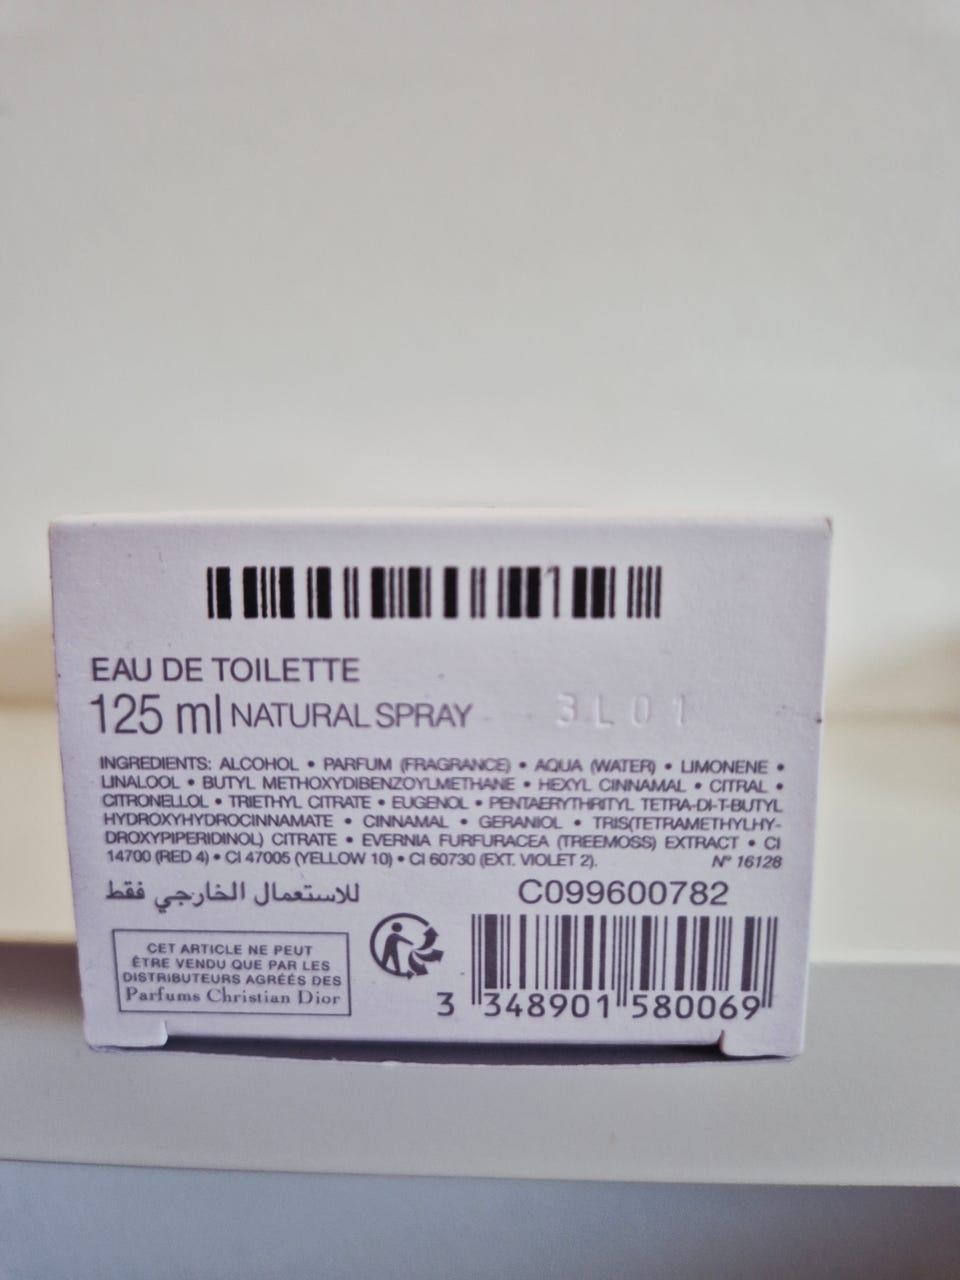 EAU DE TOILETTE
125 ml NATURAL SPRAY
3L01
INGREDIENTS: ALCOHOL • PARFUM (FRAGRANCE) • AQUA (WATER) • LIMONENE •
LINALOOL • BUTYL METHOXYDIBENZOYLMETHANE • HEXYL CINNAMAL • CITRAL •
CITRONELLOL • TRIETHYL CITRATE • EUGENOL • PENTAERYTHRITYL TETRA-DI-T-BUTYL
HYDROXYHYDROCINNAMATE • CINNAMAL • GERANIOL • TRIS(TETRAMETHYLHY-
DROXYPIPERIDINOL) CITRATE • EVERNIA FURFURACEA (TREEMOSS) EXTRACT • CI
14700 (RED 4) • CI 47005 (YELLOW 10) • CI 60730 (EXT. VIOLET 2). N° 16128
للاستعمال الخارجي فقط
C099600782
CET ARTICLE NE PEUT
ÊTRE VENDU QUE PAR LES
DISTRIBUTEURS AGRÉÉS DES
Parfums Christian Dior
3 348901 580069